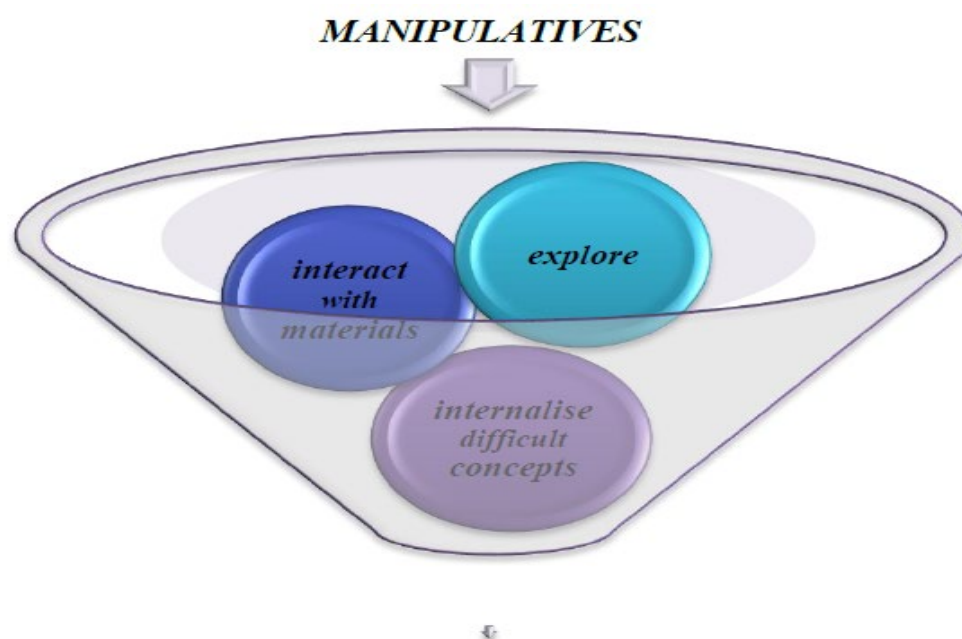 MANIPULATIVES
explore
interact
with
materials
internalise
difficult
concepts